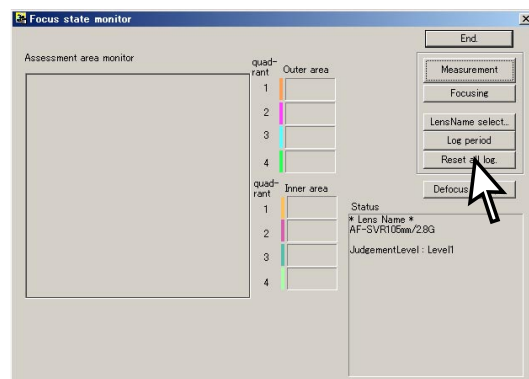 Focus state monitor
End.
Assessment area monitor
quad-
rant
Outer area
1
2
3
4
quad-
rant
Inner area
1
2
3
4
Measurement
Focusing
LensName select...
Log period
Reset all log.
Defocus
Status
* Lens Name *
AF-SVR105mm/2.8G
JudgementLevel : Level1